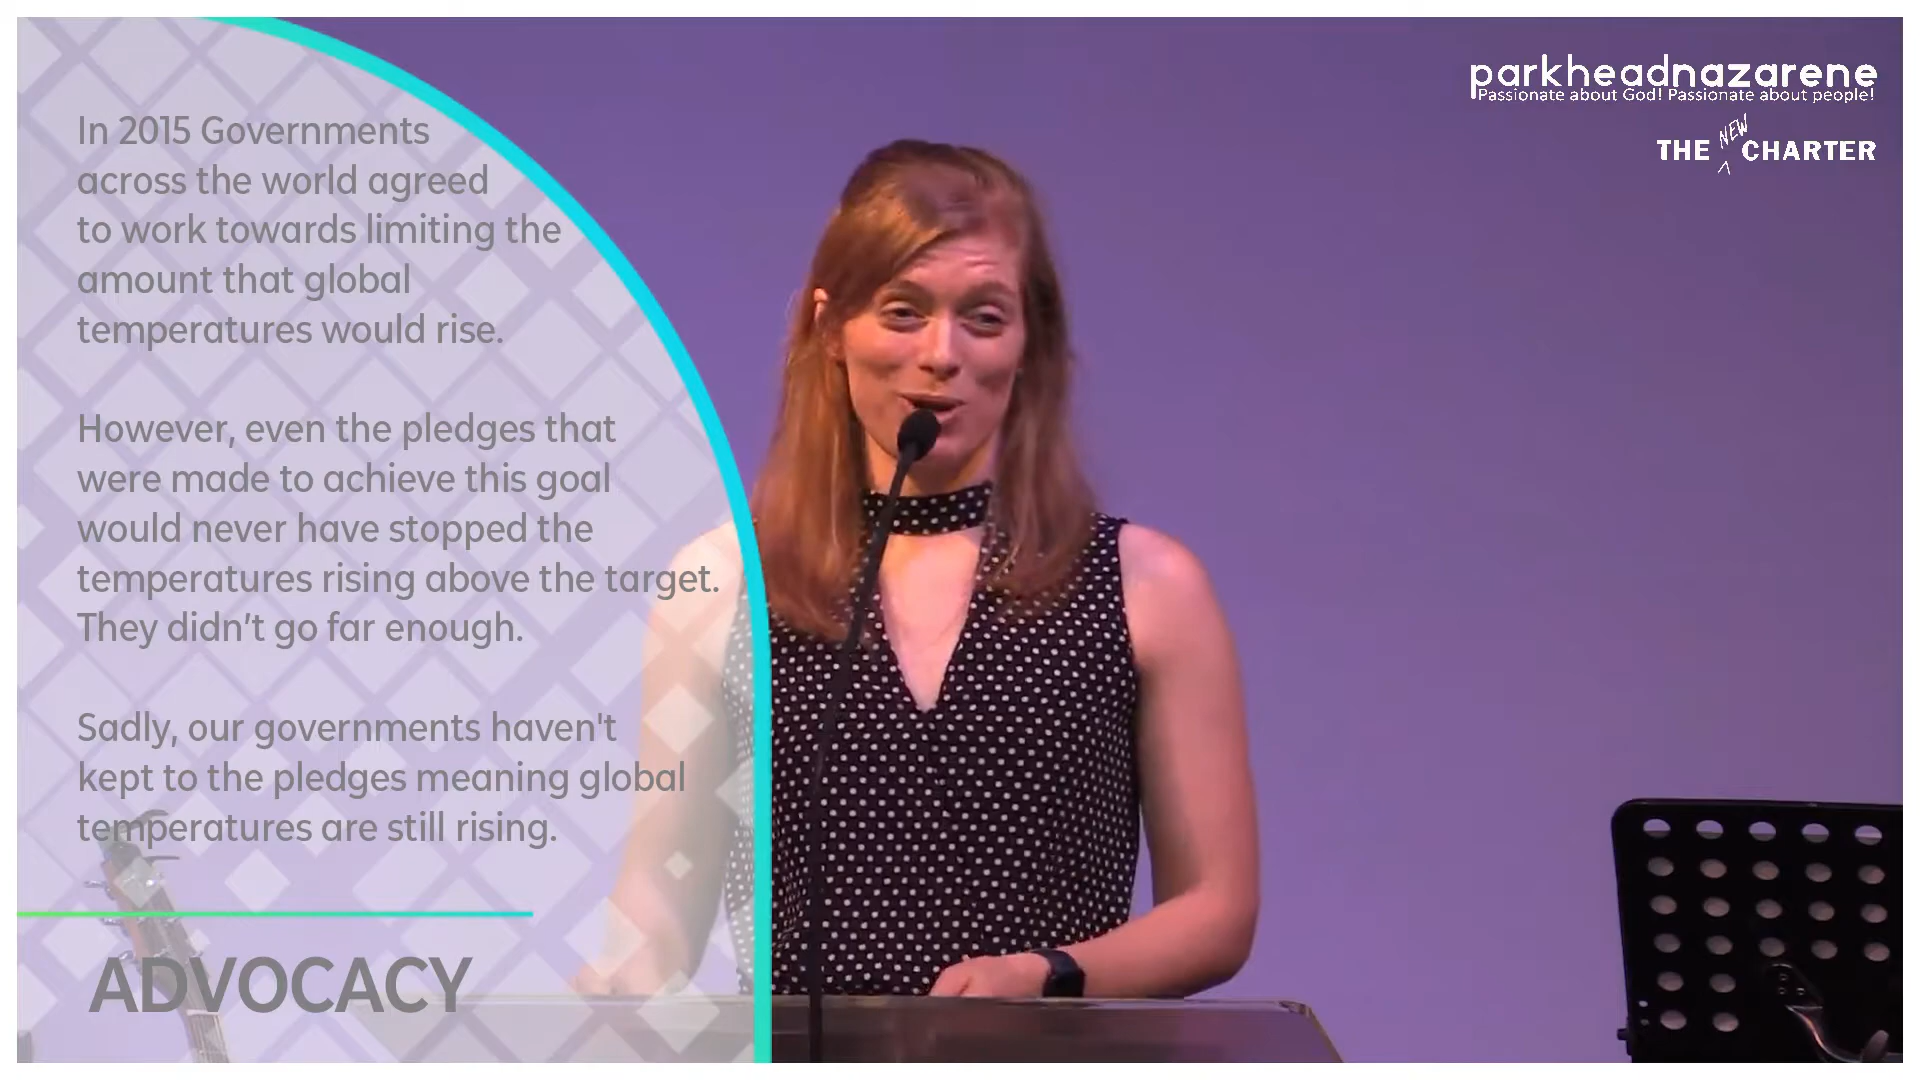 In 2015 Governments
across the world agreed
to work towards limiting the
amount that global
temperatures would rise.
However, even the pledges that
were made to achieve this goal
would never have stopped the
temperatures rising above the target.
They didn’t go far enough.
Sadly, our governments haven't
kept to the pledges meaning global
temperatures are still rising.
ADVOCACY
parkheadnazarene
Passionate about God! Passionate about people!
THE NEW CHARTER